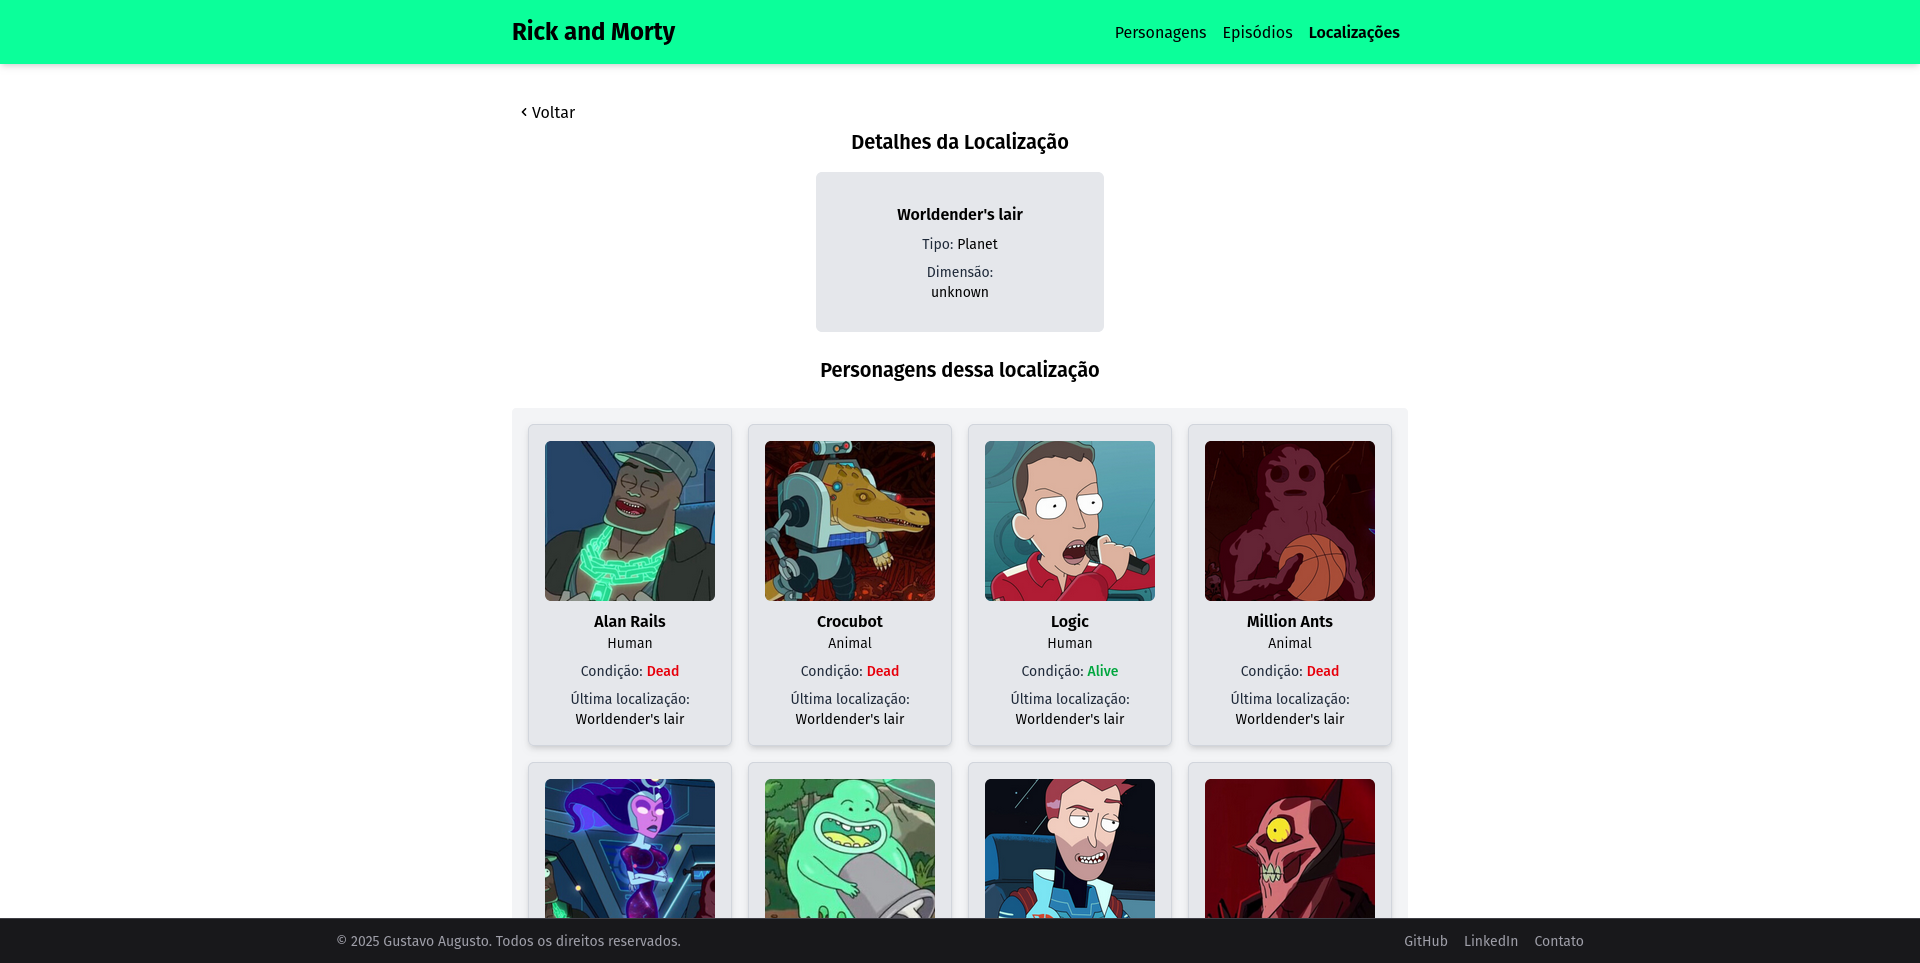 Rick and Morty
Personagens Episódios Localizações
‹ Voltar
Detalhes da Localização
Worldender's lair
Tipo: Planet
Dimensão:
unknown
Personagens dessa localização
Alan Rails
Human
Condição: Dead
Última localização:
Worldender's lair
Crocubot
Animal
Condição: Dead
Última localização:
Worldender's lair
Logic
Human
Condição: Alive
Última localização:
Worldender's lair
Million Ants
Animal
Condição: Dead
Última localização:
Worldender's lair
© 2025 Gustavo Augusto. Todos os direitos reservados.
GitHub LinkedIn Contato